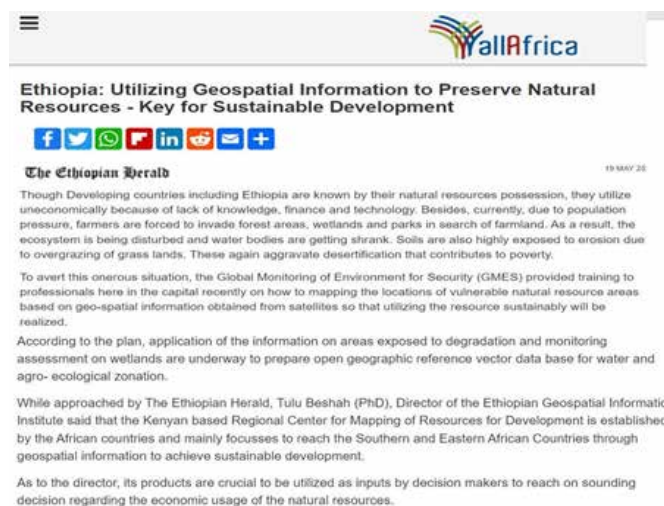 allAfrica
Ethiopia: Utilizing Geospatial Information to Preserve Natural
Resources - Key for Sustainable Development
The Ethiopian Herald
19 MAY 20
Though Developing countries including Ethiopia are known by their natural resources possession, they utilize
uneconomically because of lack of knowledge, finance and technology. Besides, currently, due to population
pressure, farmers are forced to invade forest areas, wetlands and parks in search of farmland. As a result, the
ecosystem is being disturbed and water bodies are getting shrank. Soils are also highly exposed to erosion due
to overgrazing of grass lands. These again aggravate desertification that contributes to poverty.
To avert this onerous situation, the Global Monitoring of Environment for Security (GMES) provided training to
professionals here in the capital recently on how to mapping the locations of vulnerable natural resource areas
based on geo-spatial information obtained from satellites so that utilizing the resource sustainably will be
realized.
According to the plan, application of the information on areas exposed to degradation and monitoring
assessment on wetlands are underway to prepare open geographic reference vector data base for water and
agro- ecological zonation.
While approached by The Ethiopian Herald, Tulu Beshah (PhD), Director of the Ethiopian Geospatial Informatic
Institute said that the Kenyan based Regional Center for Mapping of Resources for Development is established
by the African countries and mainly focusses to reach the Southern and Eastern African Countries through
geospatial information to achieve sustainable development.
As to the director, its products are crucial to be utilized as inputs by decision makers to reach on sounding
decision regarding the economic usage of the natural resources.